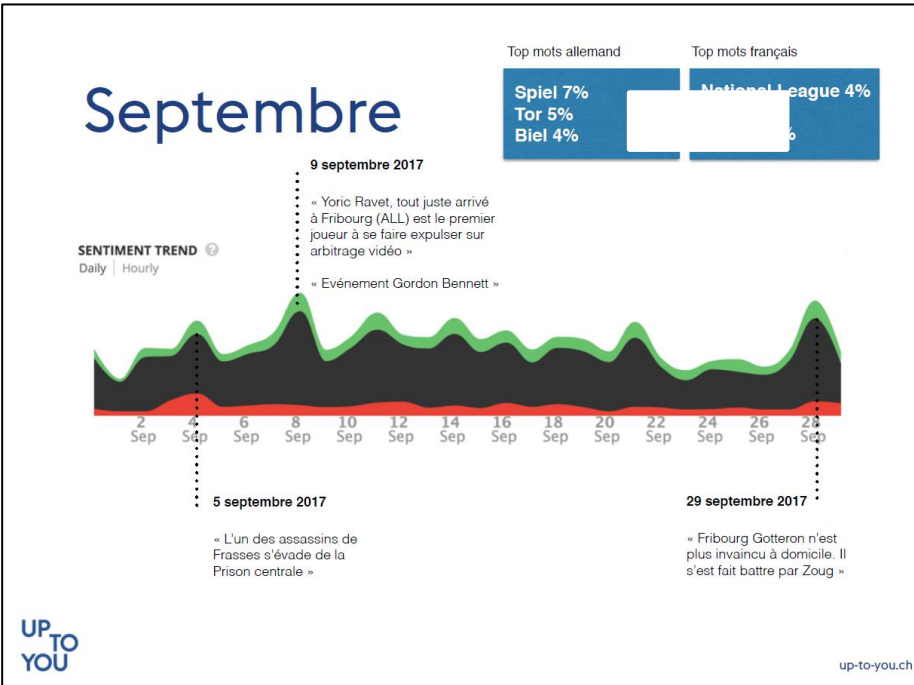 Top mots allemand
Top mots français
Septembre
Spiel 7%
Tor 5%
Biel 4%
League 4%
%
9 septembre 2017
« Yoric Ravet, tout juste arrivé
à Fribourg (ALL) est le premier
joueur à se faire expulser sur
arbitrage vidéo »
« Evénement Gordon Bennett »
SENTIMENT TREND ?
Daily | Hourly
2 Sep
4 Sep
6 Sep
8 Sep
10 Sep
12 Sep
14 Sep
16 Sep
18 Sep
20 Sep
22 Sep
24 Sep
26 Sep
28 Sep
5 septembre 2017
« L'un des assassins de
Frasses s'évade de la
Prison centrale »
29 septembre 2017
« Fribourg Gotteron n'est
plus invaincu à domicile. Il
s'est fait battre par Zoug »
UP TO YOU
up-to-you.ch